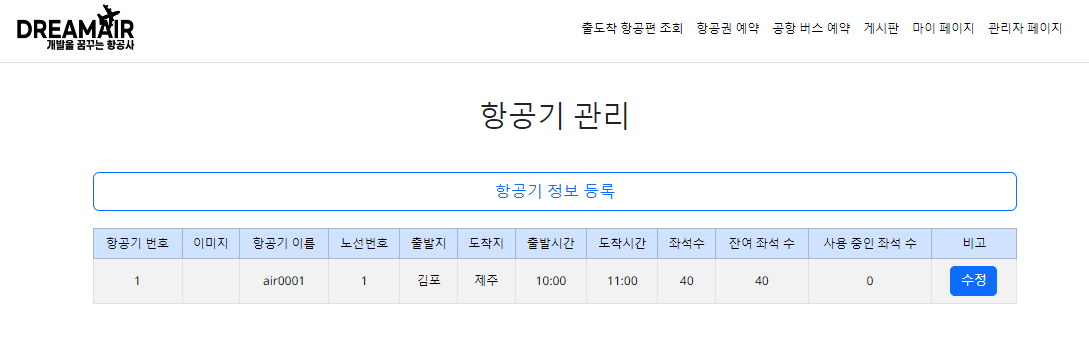 DREAMAIR
개발을 꿈꾸는 항공사
출도착 항공편 조회 항공권 예약 공항 버스 예약 게시판 마이 페이지 관리자 페이지
항공기 관리
항공기 정보 등록
항공기 번호 이미지 항공기 이름 노선번호 출발지 도착지 출발시간 도착시간 좌석수 잔여 좌석 수 사용 중인 좌석 수 비고
1 air0001 1 김포 제주 10:00 11:00 40 40 0 수정